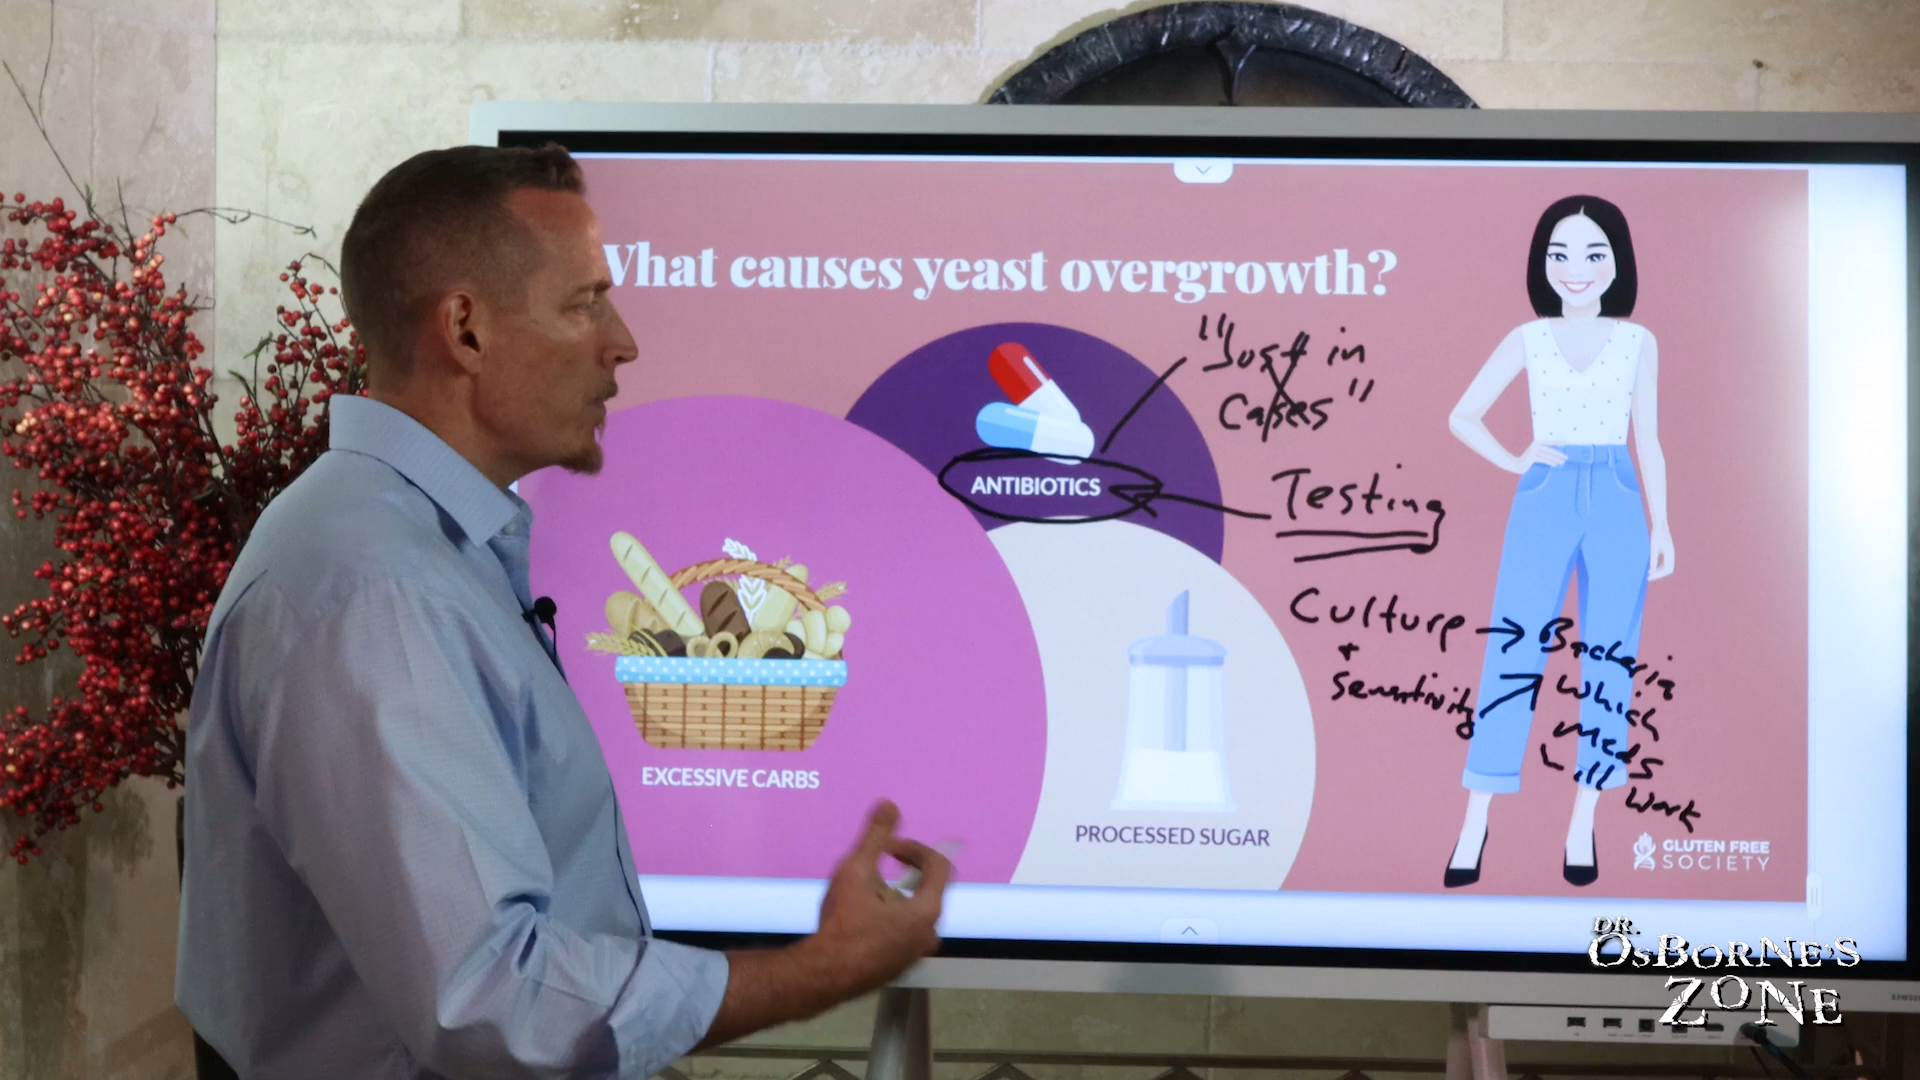 What causes yeast overgrowth?
"Just in
Cases"
ANTIBIOTICS
Testing
Culture → Bacteria
+
Sensitivity
which
meds
will
work
EXCESSIVE CARBS
PROCESSED SUGAR
GLUTEN FREE
SOCIETY
DR.
OSBORNE'S
ZONE
SAMSUNG